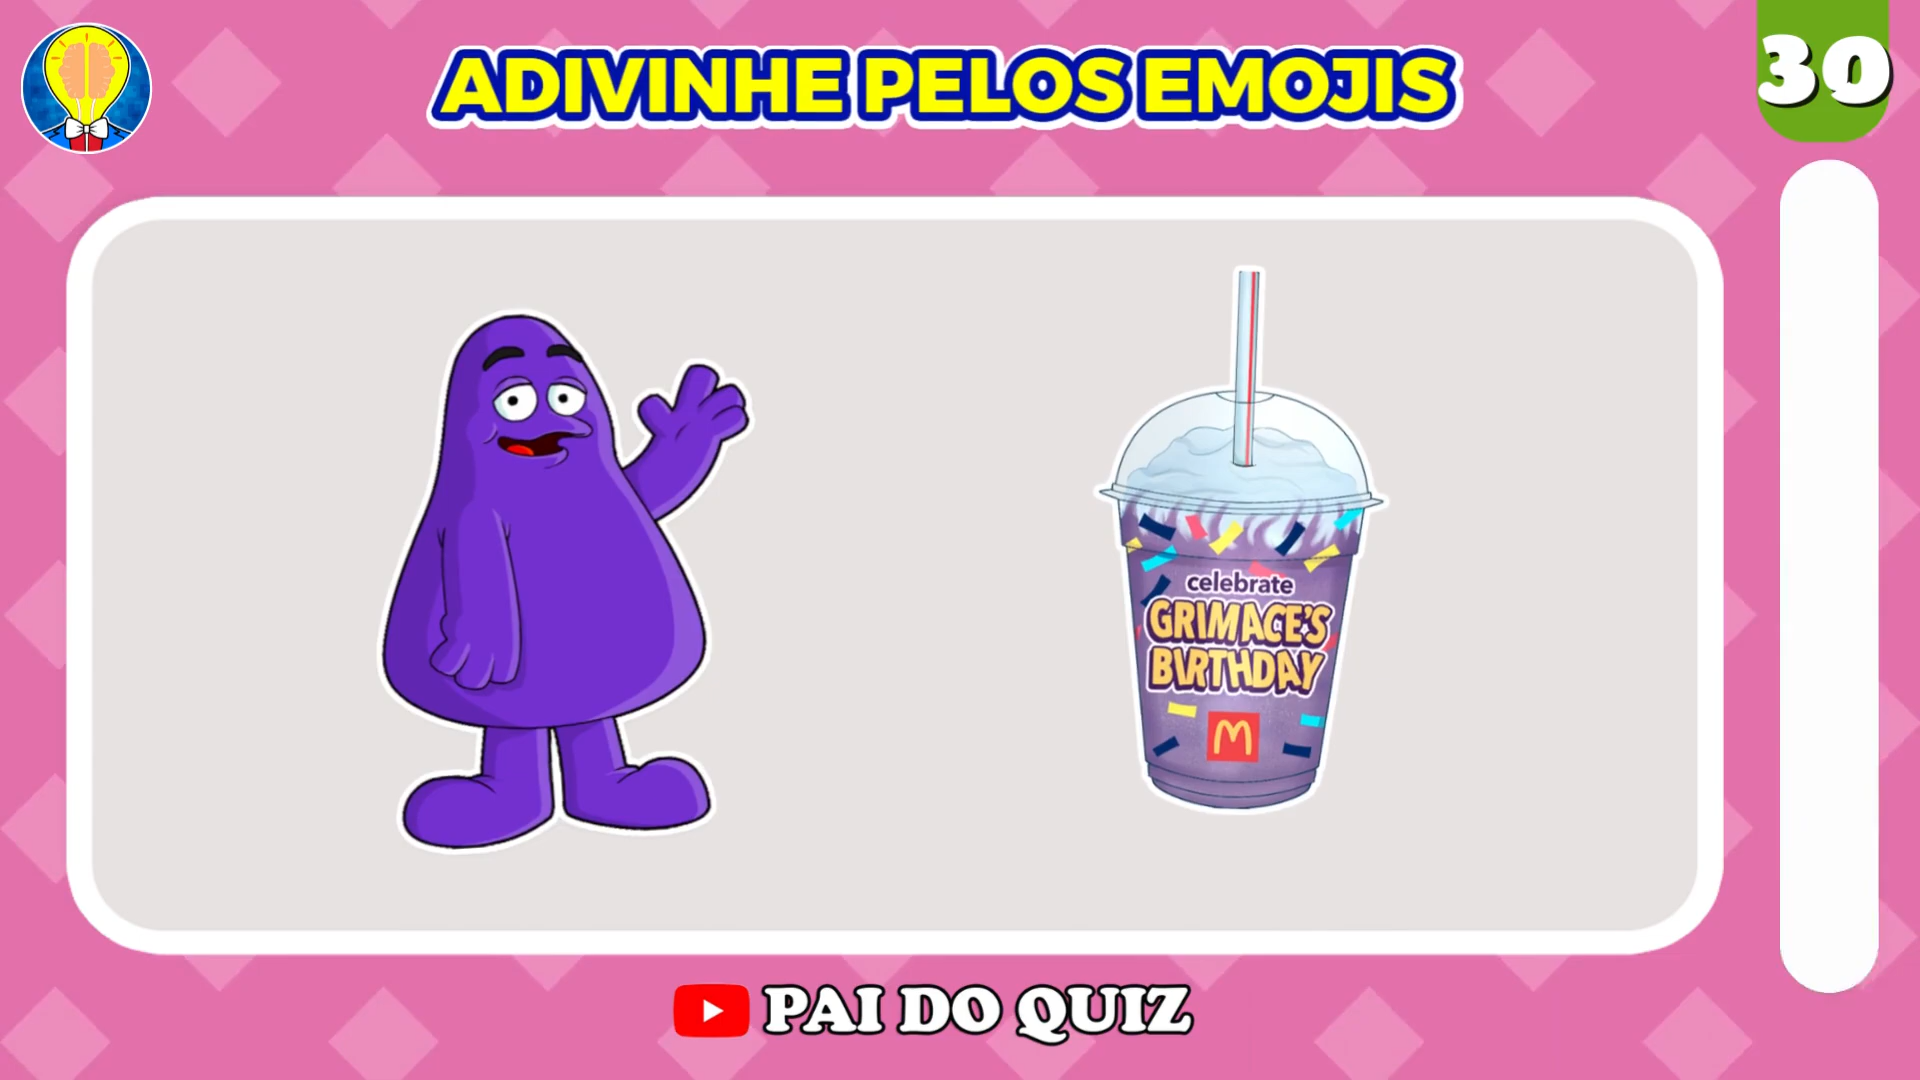 ADIVINHE PELOS EMOJIS
30
celebrate
GRIMACE'S
BIRTHDAY
M
PAI DO QUIZ